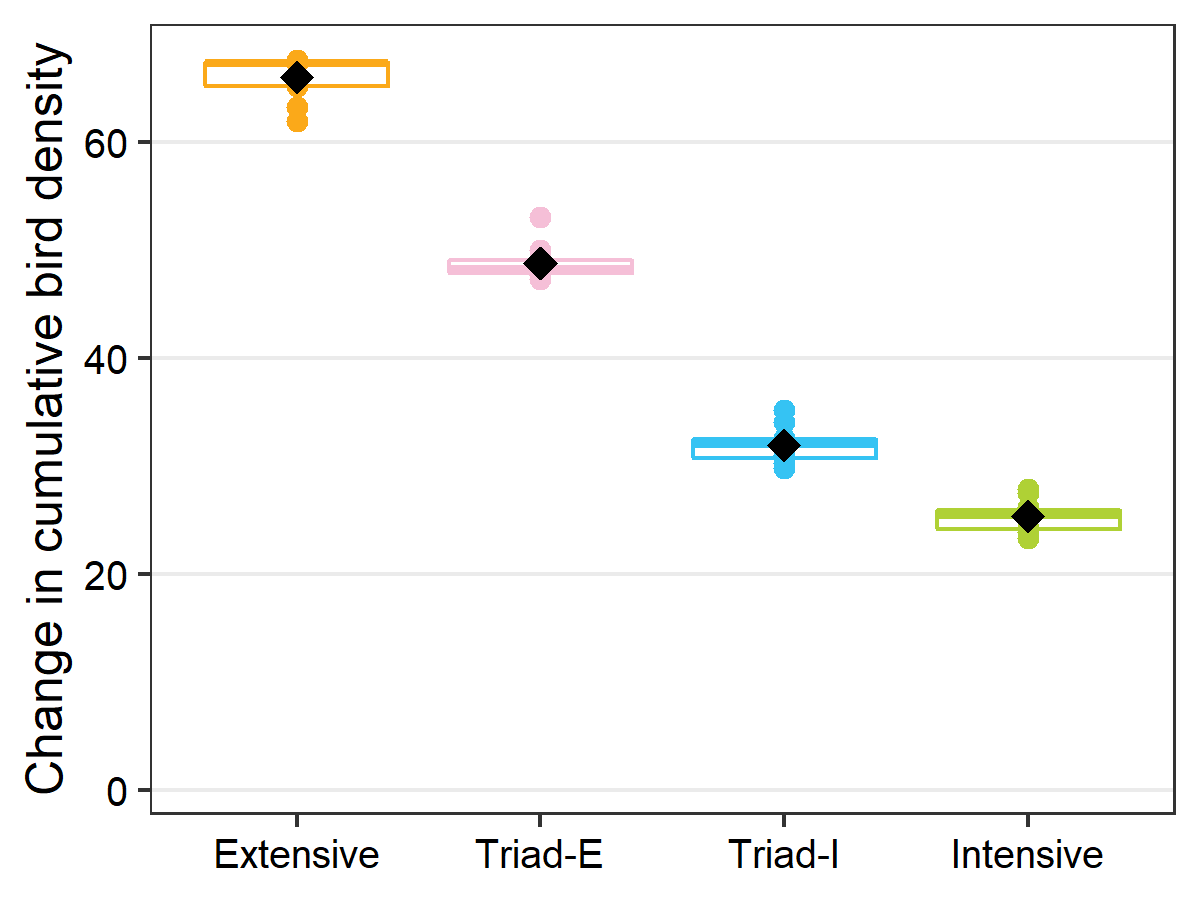 Change in cumulative bird density
60
40
20
0
Extensive
Triad-E
Triad-I
Intensive